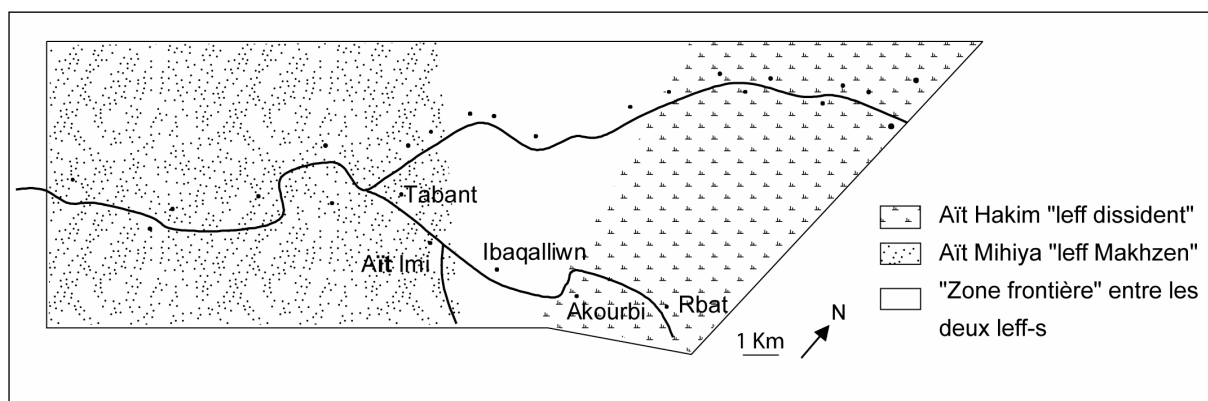 Tabant
Aït Imi
Ibaqalliwn
Akourbi
Rbat
1 Km
N
Aït Hakim "leff dissident"
Aït Mihiya "leff Makhzen"
"Zone frontière" entre les
deux leff-s